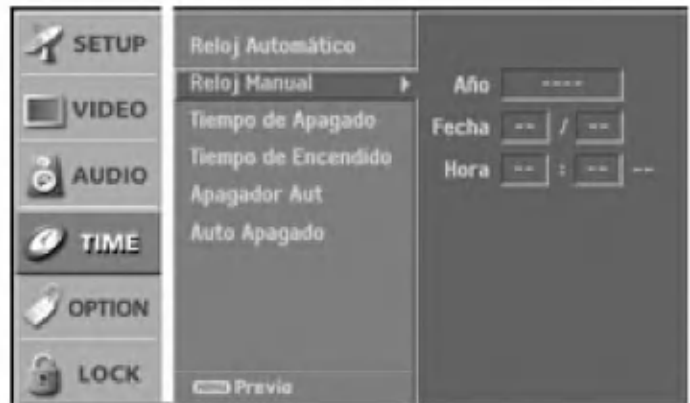 SETUP
VIDEO
AUDIO
TIME
OPTION
LOCK
Reloj Automático
Reloj Manual
Tiempo de Apagado
Tiempo de Encendido
Apagador Aut
Auto Apagado
MENU Previo
Año ----
Fecha -- / --
Hora -- : -- --